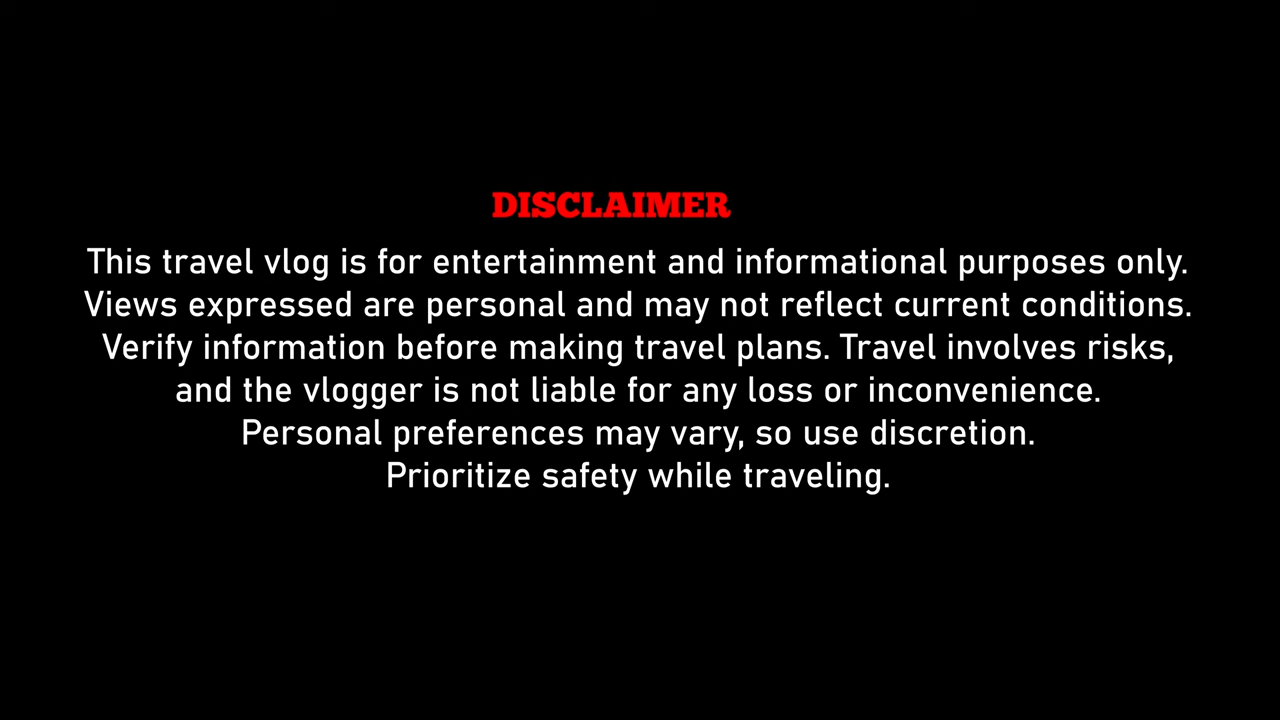 DISCLAIMER
This travel vlog is for entertainment and informational purposes only.
Views expressed are personal and may not reflect current conditions.
Verify information before making travel plans. Travel involves risks,
and the vlogger is not liable for any loss or inconvenience.
Personal preferences may vary, so use discretion.
Prioritize safety while traveling.